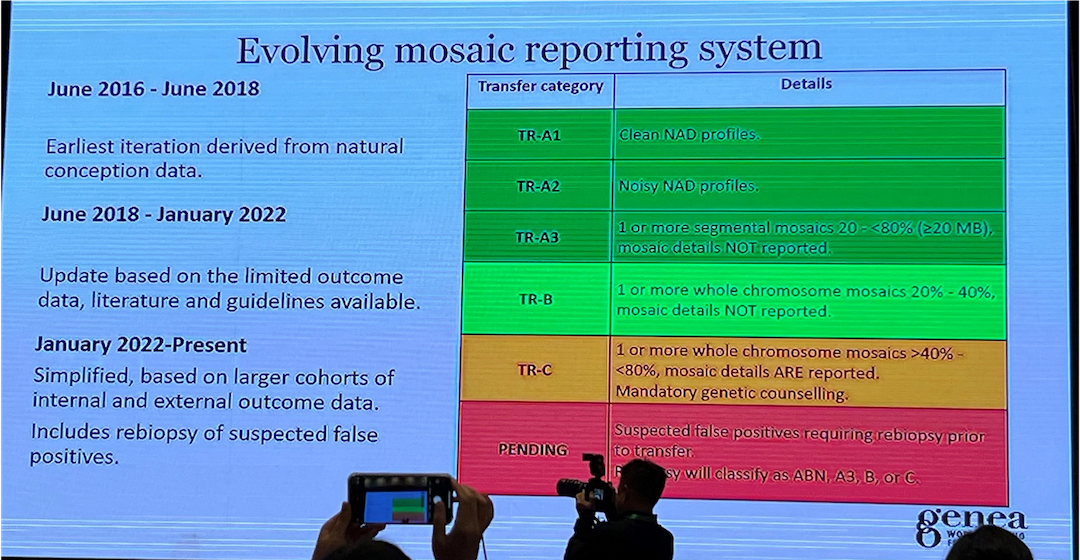 Evolving mosaic reporting system
June 2016 - June 2018
Earliest iteration derived from natural
conception data.
June 2018 - January 2022
Update based on the limited outcome
data, literature and guidelines available.
January 2022-Present
Simplified, based on larger cohorts of
internal and external outcome data.
Includes rebiopsy of suspected false
positives.
Transfer category
Details
TR-A1
Clean NAD profiles.
TR-A2
Noisy NAD profiles.
TR-A3
1 or more segmental mosaics 20 - <80% (≥20 MB),
mosaic details NOT reported.
TR-B
1 or more whole chromosome mosaics 20% - 40%,
mosaic details NOT reported.
TR-C
1 or more whole chromosome mosaics >40% -
<80%, mosaic details ARE reported.
Mandatory genetic counselling.
PENDING
Suspected false positives requiring rebiopsy prior
to transfer.
will classify as ABN, A3, B, or C.
genea